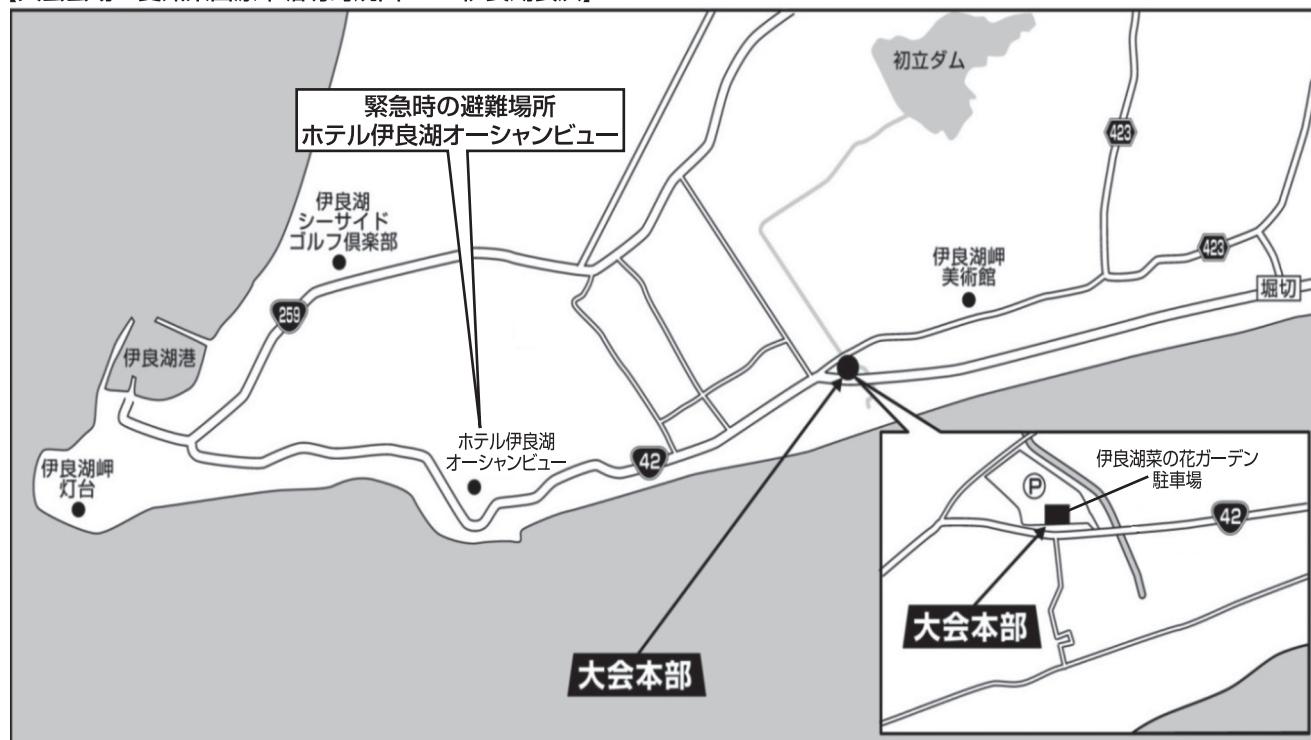 初立ダム
緊急時の避難場所
ホテル伊良湖オーシャンビュー
423
伊良湖
シーサイド
ゴルフ倶楽部
423
伊良湖岬
美術館
堀切
259
伊良湖港
ホテル伊良湖
オーシャンビュー
42
伊良湖岬
灯台
伊良湖菜の花ガーデン
駐車場
P
42
大会本部
大会本部